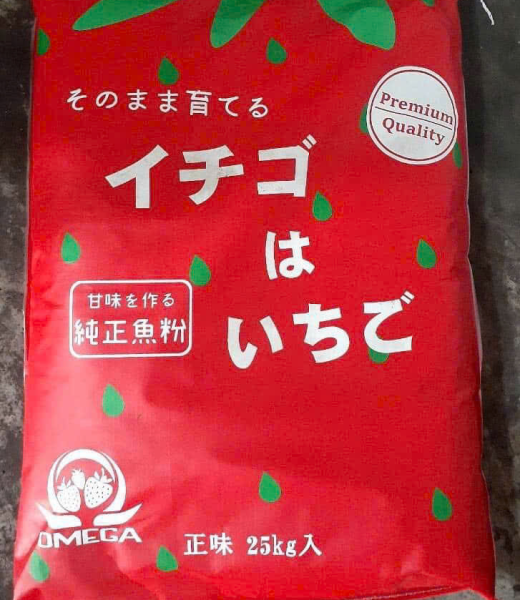 そのまま育てる
Premium
Quality
イチゴ
は
いちご
甘味を作る
純正魚粉
OMEGA
正味 25kg入